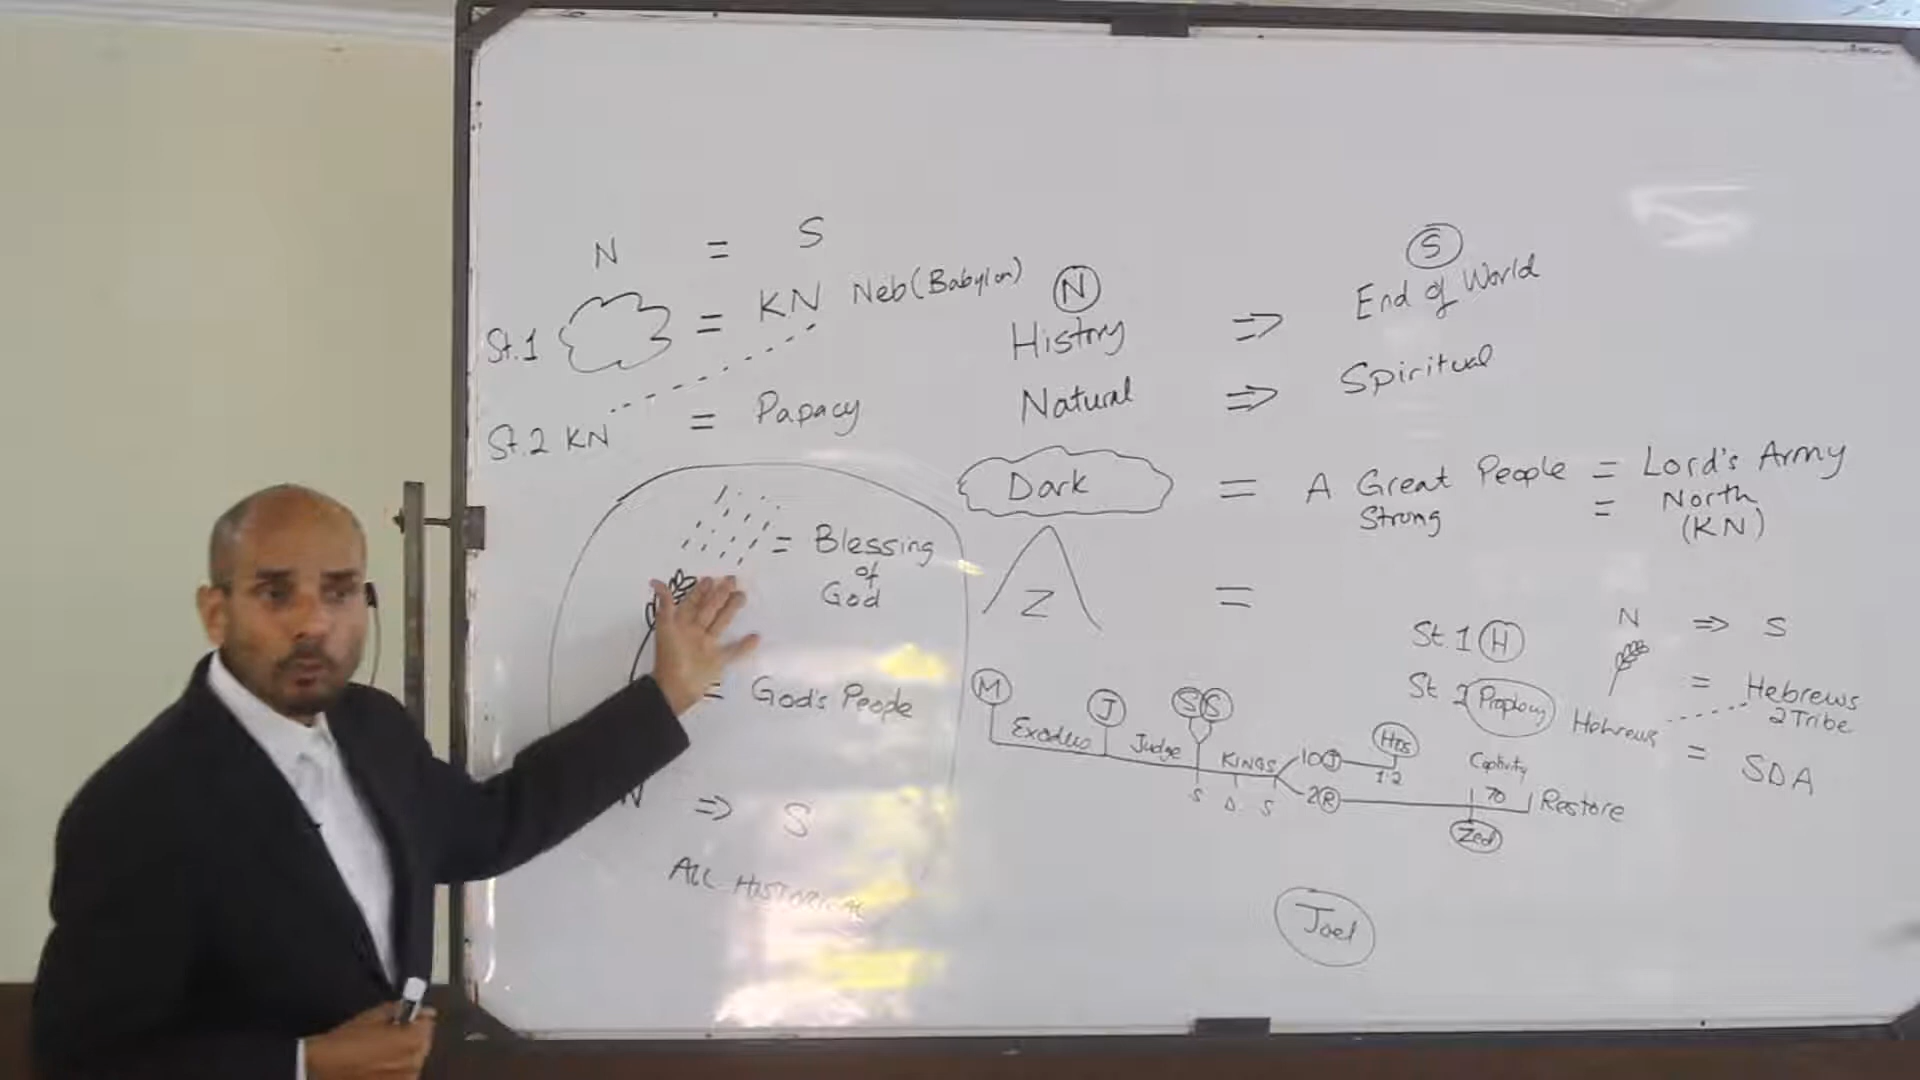 N = S
St.1 = KN Neb (Babylon)
St.2 KN = Papacy
N S
History ⇒ End of World
Natural ⇒ Spiritual
Dark = A Great People = Lord's Army
Strong = North
(KN)
= Blessing
of
God
= God's People
N ⇒ S
ALL HISTORICAL
Z =
N ⇒ S
St.1 H = Hebrews
2 Tribe
St 2 Prophecy Hebrews = SDA
M J S S
Exodus Judge KINGS 10 J Hos
1:2
S D S 2 R Captivity
70 Restore
Zed
Joel